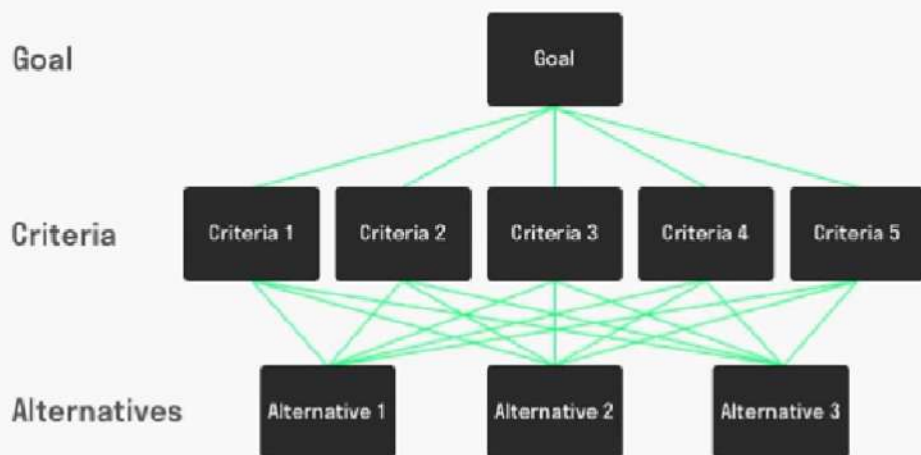 Goal
Goal
Criteria
Criteria 1
Criteria 2
Criteria 3
Criteria 4
Criteria 5
Alternatives
Alternative 1
Alternative 2
Alternative 3